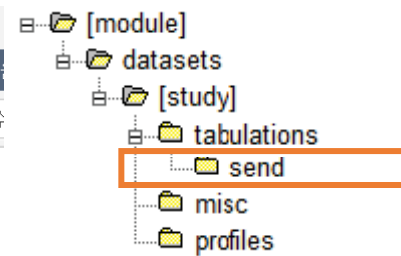 [module]
datasets
[study]
tabulations
send
misc
profiles